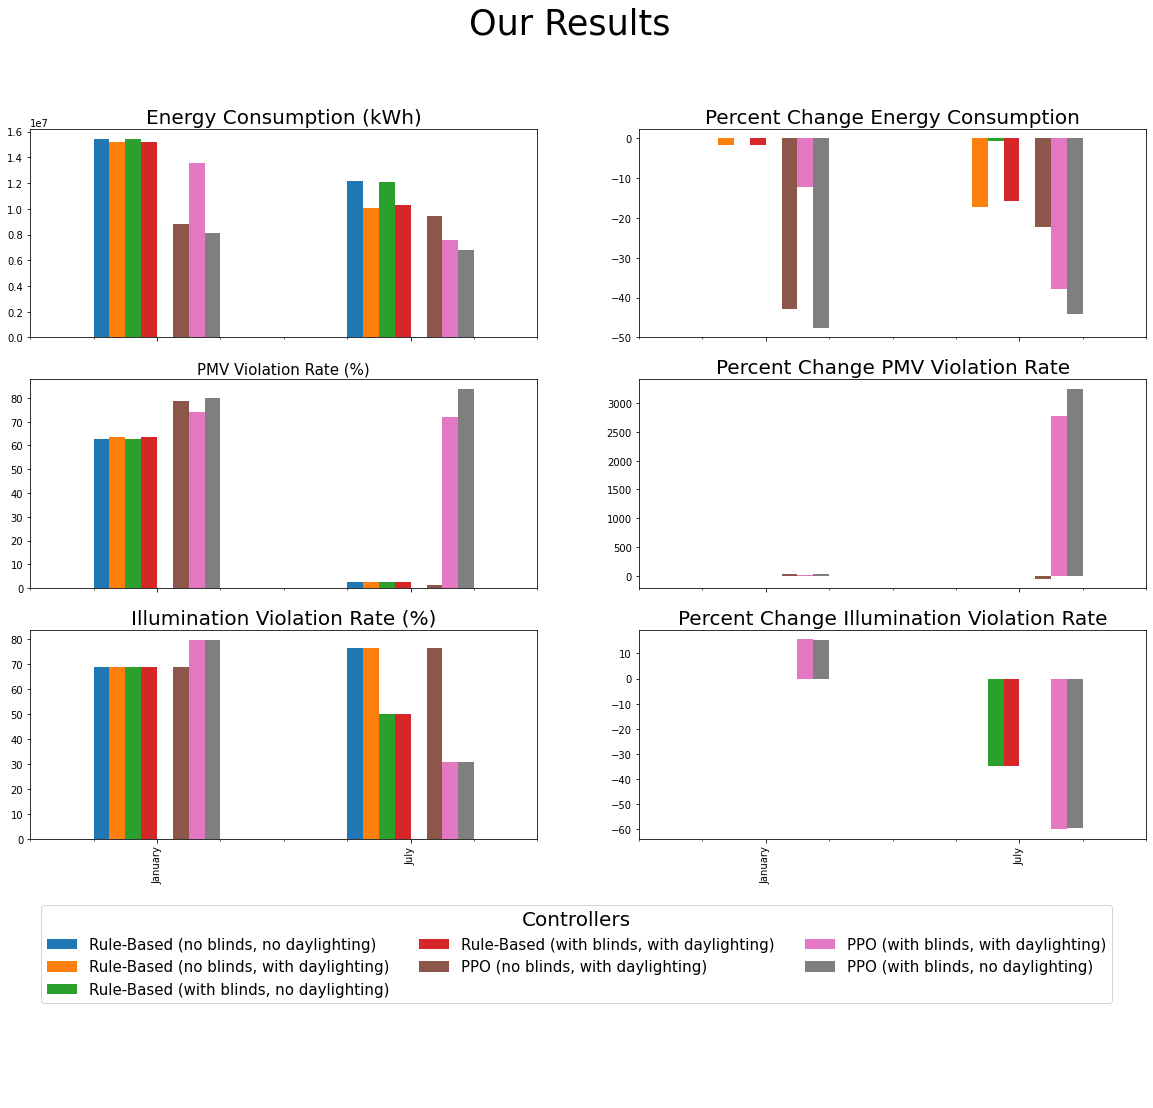 Our Results
Energy Consumption (kWh)
1e7
1.6
1.4
1.2
1.0
0.8
0.6
0.4
0.2
0.0
Percent Change Energy Consumption
0
−10
−20
−30
−40
−50
PMV Violation Rate (%)
80
70
60
50
40
30
20
10
0
Percent Change PMV Violation Rate
3000
2500
2000
1500
1000
500
0
Illumination Violation Rate (%)
80
70
60
50
40
30
20
10
0
January
July
Percent Change Illumination Violation Rate
10
0
−10
−20
−30
−40
−50
−60
January
July
Controllers
Rule-Based (no blinds, no daylighting)
Rule-Based (no blinds, with daylighting)
Rule-Based (with blinds, no daylighting)
Rule-Based (with blinds, with daylighting)
PPO (no blinds, with daylighting)
PPO (with blinds, with daylighting)
PPO (with blinds, no daylighting)